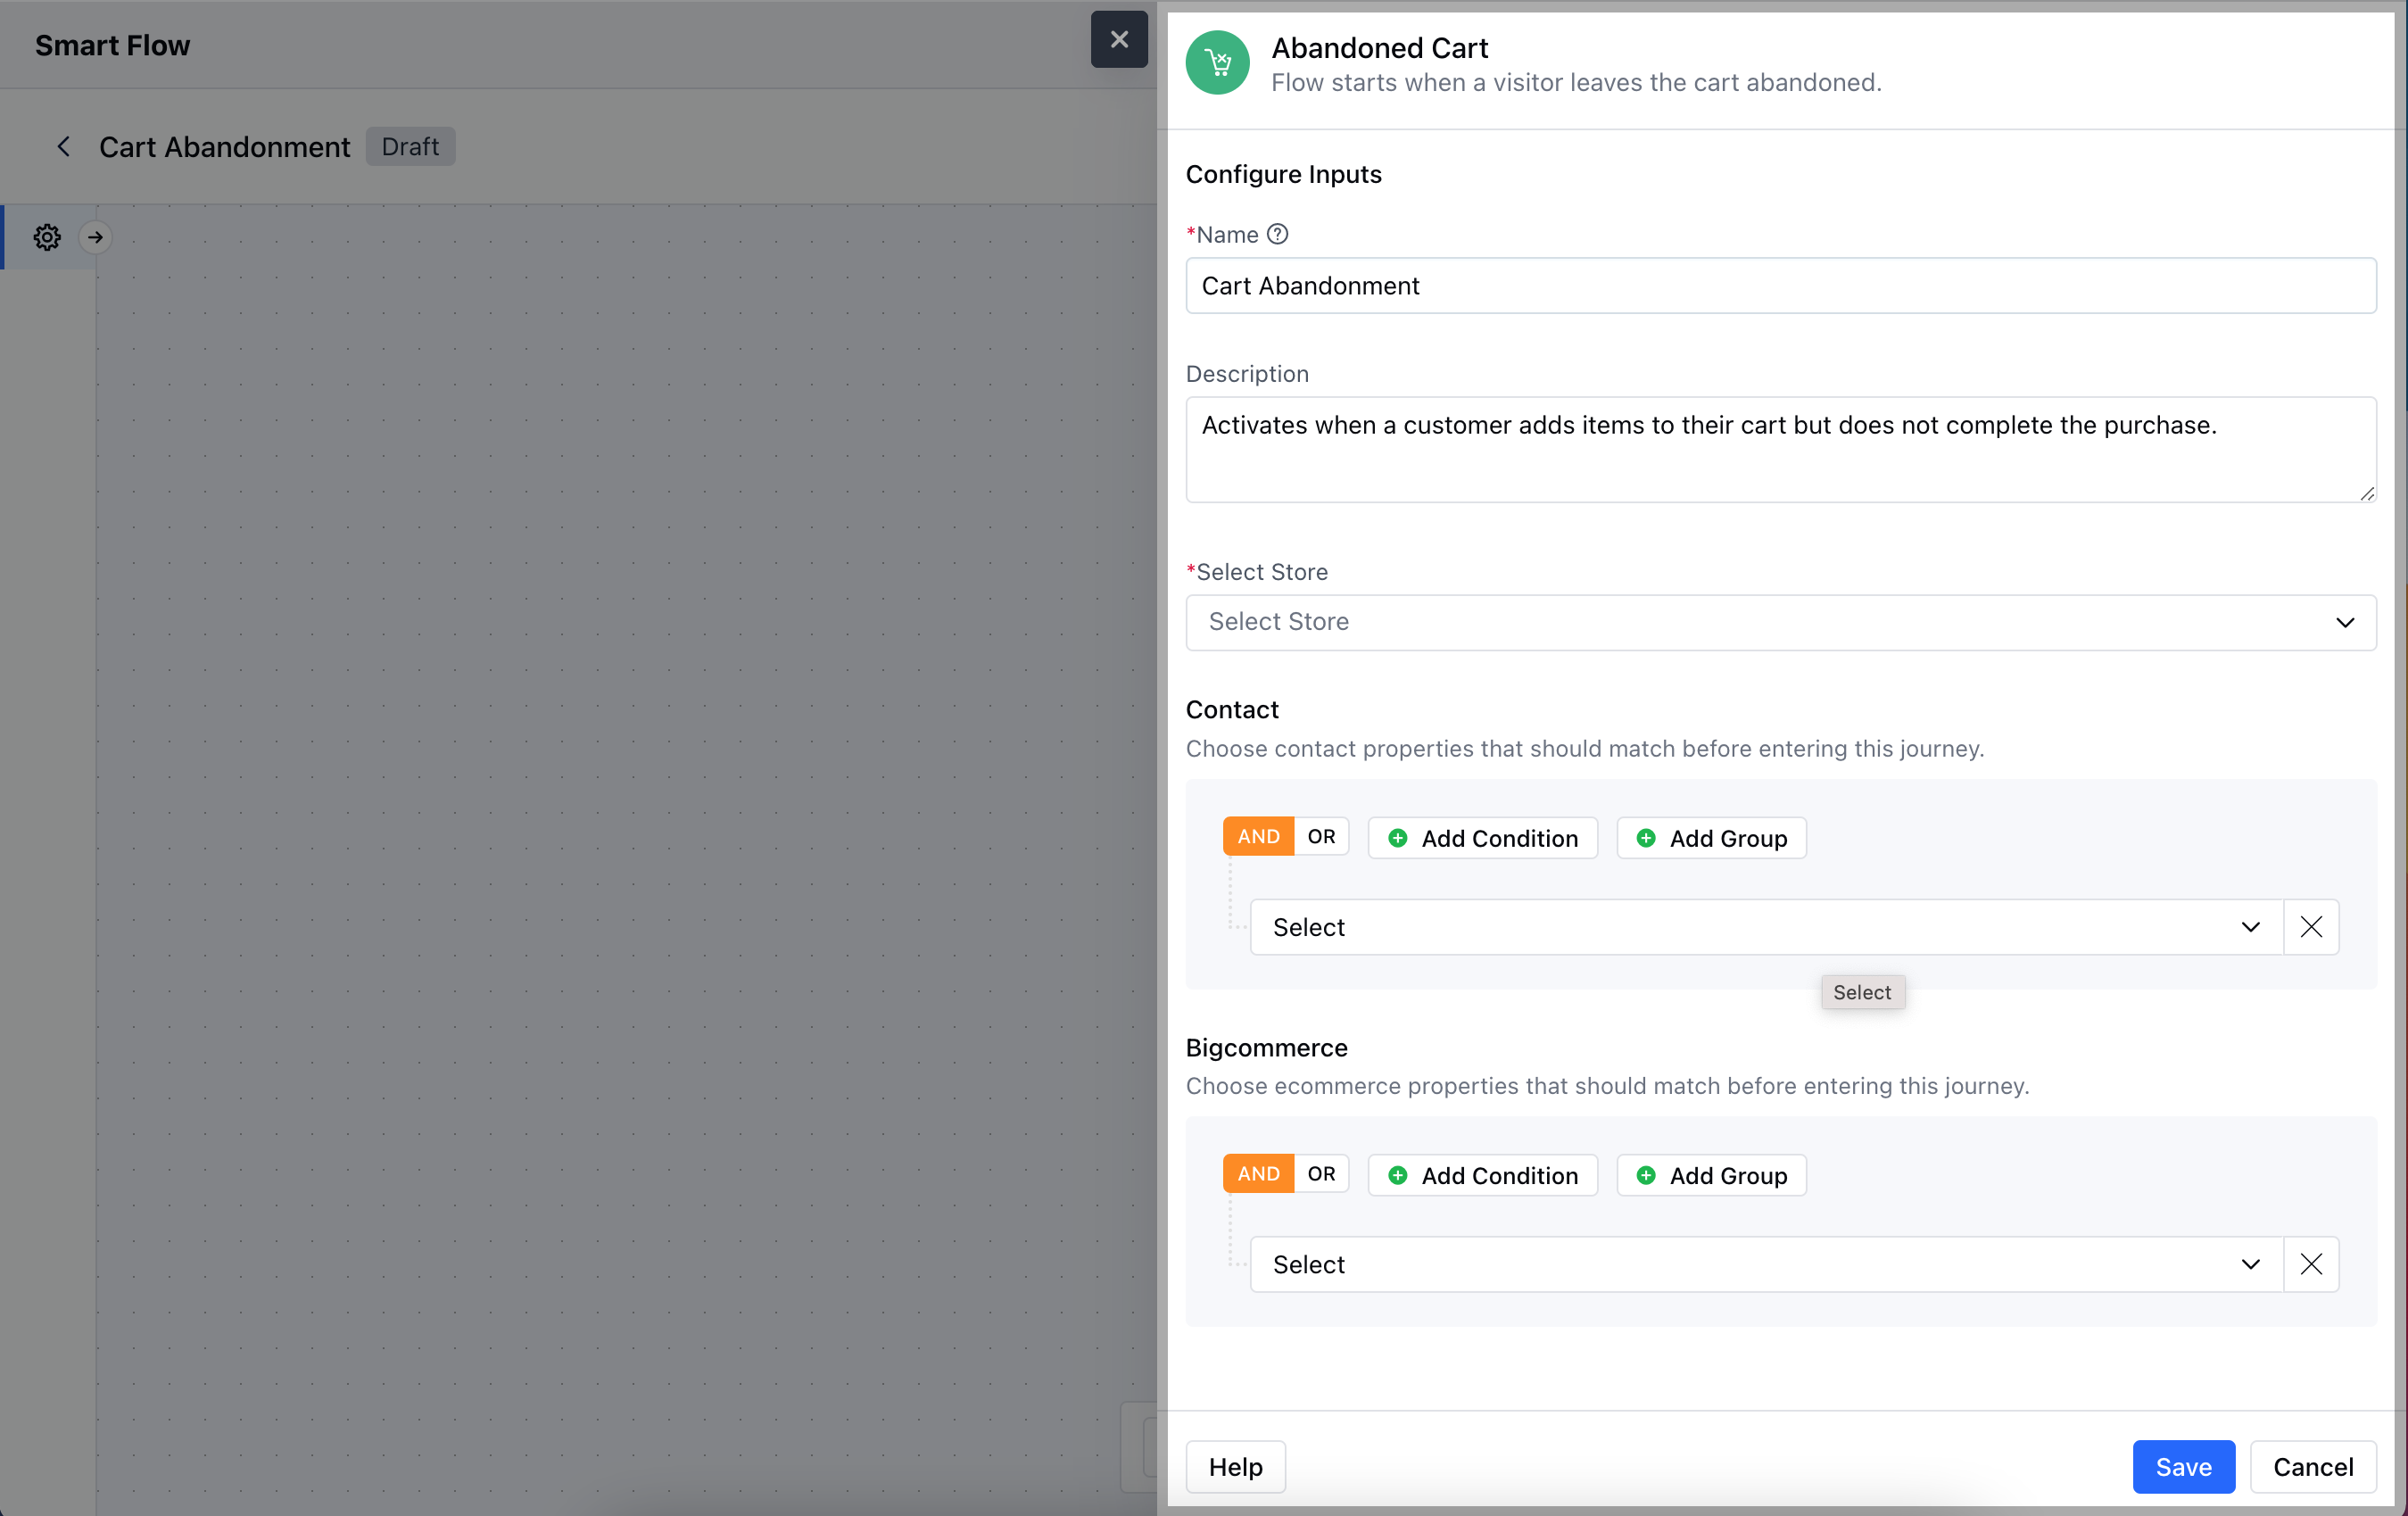 Smart Flow
Cart Abandonment
Draft
Abandoned Cart
Flow starts when a visitor leaves the cart abandoned.
Configure Inputs
*Name
Cart Abandonment
Description
Activates when a customer adds items to their cart but does not complete the purchase.
*Select Store
Select Store
Contact
Choose contact properties that should match before entering this journey.
AND OR Add Condition Add Group
Select
Select
Bigcommerce
Choose ecommerce properties that should match before entering this journey.
AND OR Add Condition Add Group
Select
Help Save Cancel